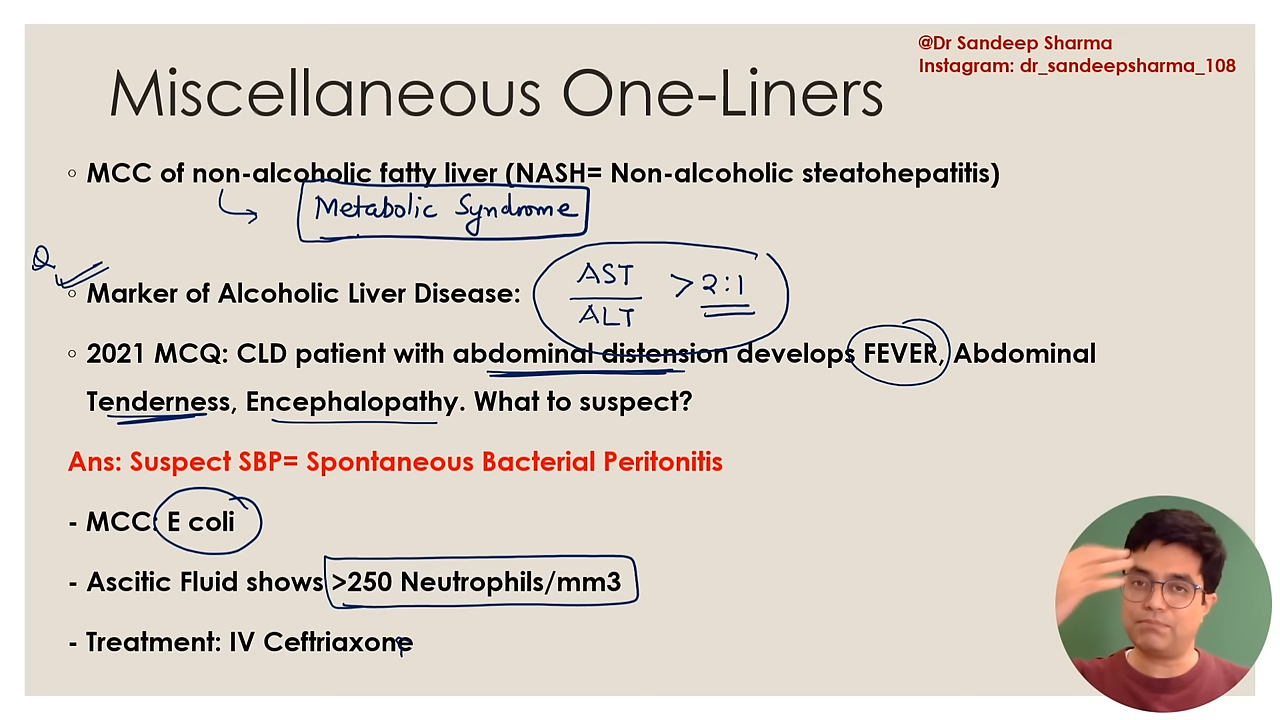 @Dr Sandeep Sharma
Instagram: dr_sandeepsharma_108
Miscellaneous One-Liners
◦ MCC of non-alcoholic fatty liver (NASH= Non-alcoholic steatohepatitis)
Metabolic Syndrome
Q
◦ Marker of Alcoholic Liver Disease: AST/ALT > 2:1
◦ 2021 MCQ: CLD patient with abdominal distension develops FEVER, Abdominal
Tenderness, Encephalopathy. What to suspect?
Ans: Suspect SBP= Spontaneous Bacterial Peritonitis
- MCC: E coli
- Ascitic Fluid shows >250 Neutrophils/mm3
- Treatment: IV Ceftriaxone